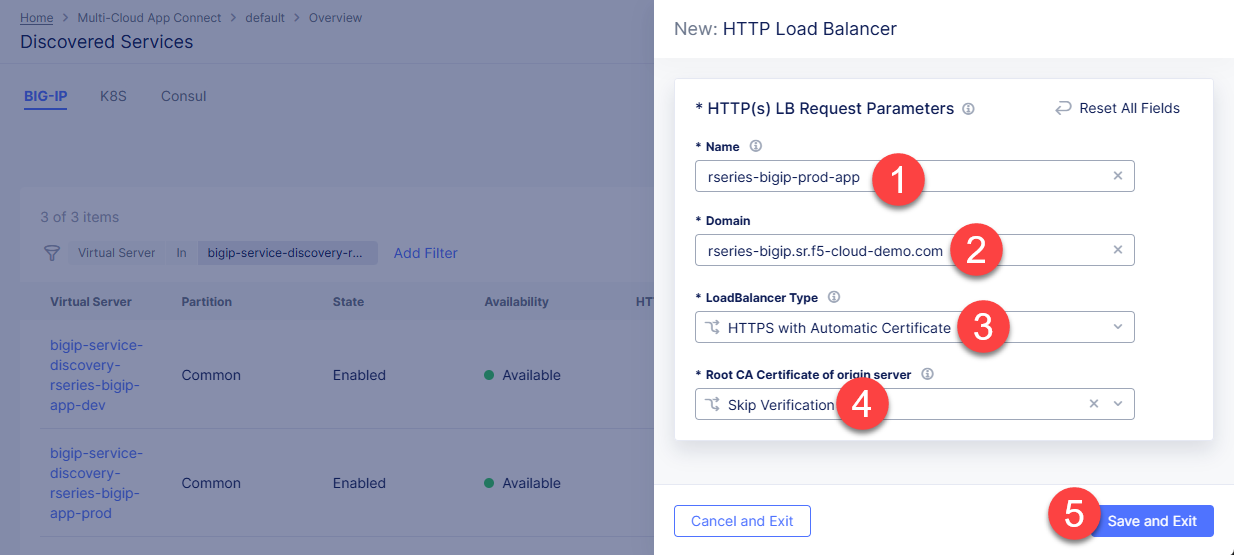 Home > Multi-Cloud App Connect > default > Overview
Discovered Services
BIG-IP K8S Consul
3 of 3 items
Virtual Server In bigip-service-discovery-r... Add Filter
Virtual Server Partition State Availability
bigip-service-
discovery-
rseries-bigip-
app-dev
Common Enabled Available
bigip-service-
discovery-
rseries-bigip-
app-prod
Common Enabled Available
New: HTTP Load Balancer
* HTTP(s) LB Request Parameters
Reset All Fields
* Name
rseries-bigip-prod-app
1
* Domain
rseries-bigip.sr.f5-cloud-demo.com
2
* LoadBalancer Type
HTTPS with Automatic Certificate
3
* Root CA Certificate of origin server
Skip Verification
4
Cancel and Exit
5
Save and Exit